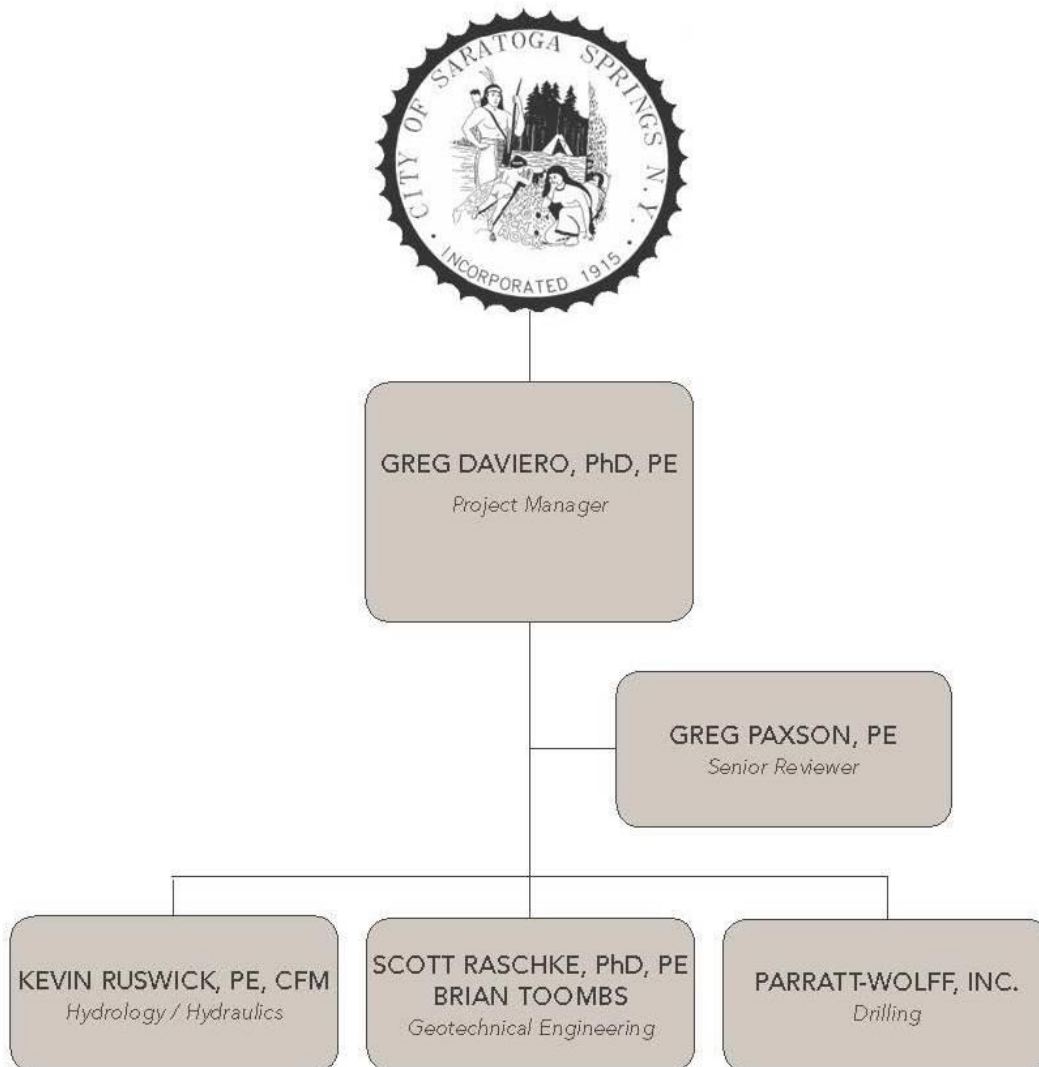 CITY OF SARATOGA SPRINGS N.Y.
INCORPORATED 1915
GREG DAVIERO, PhD, PE
Project Manager
GREG PAXSON, PE
Senior Reviewer
KEVIN RUSWICK, PE, CFM
Hydrology / Hydraulics
SCOTT RASCHKE, PhD, PE
BRIAN TOOMBS
Geotechnical Engineering
PARRATT-WOLFF, INC.
Drilling